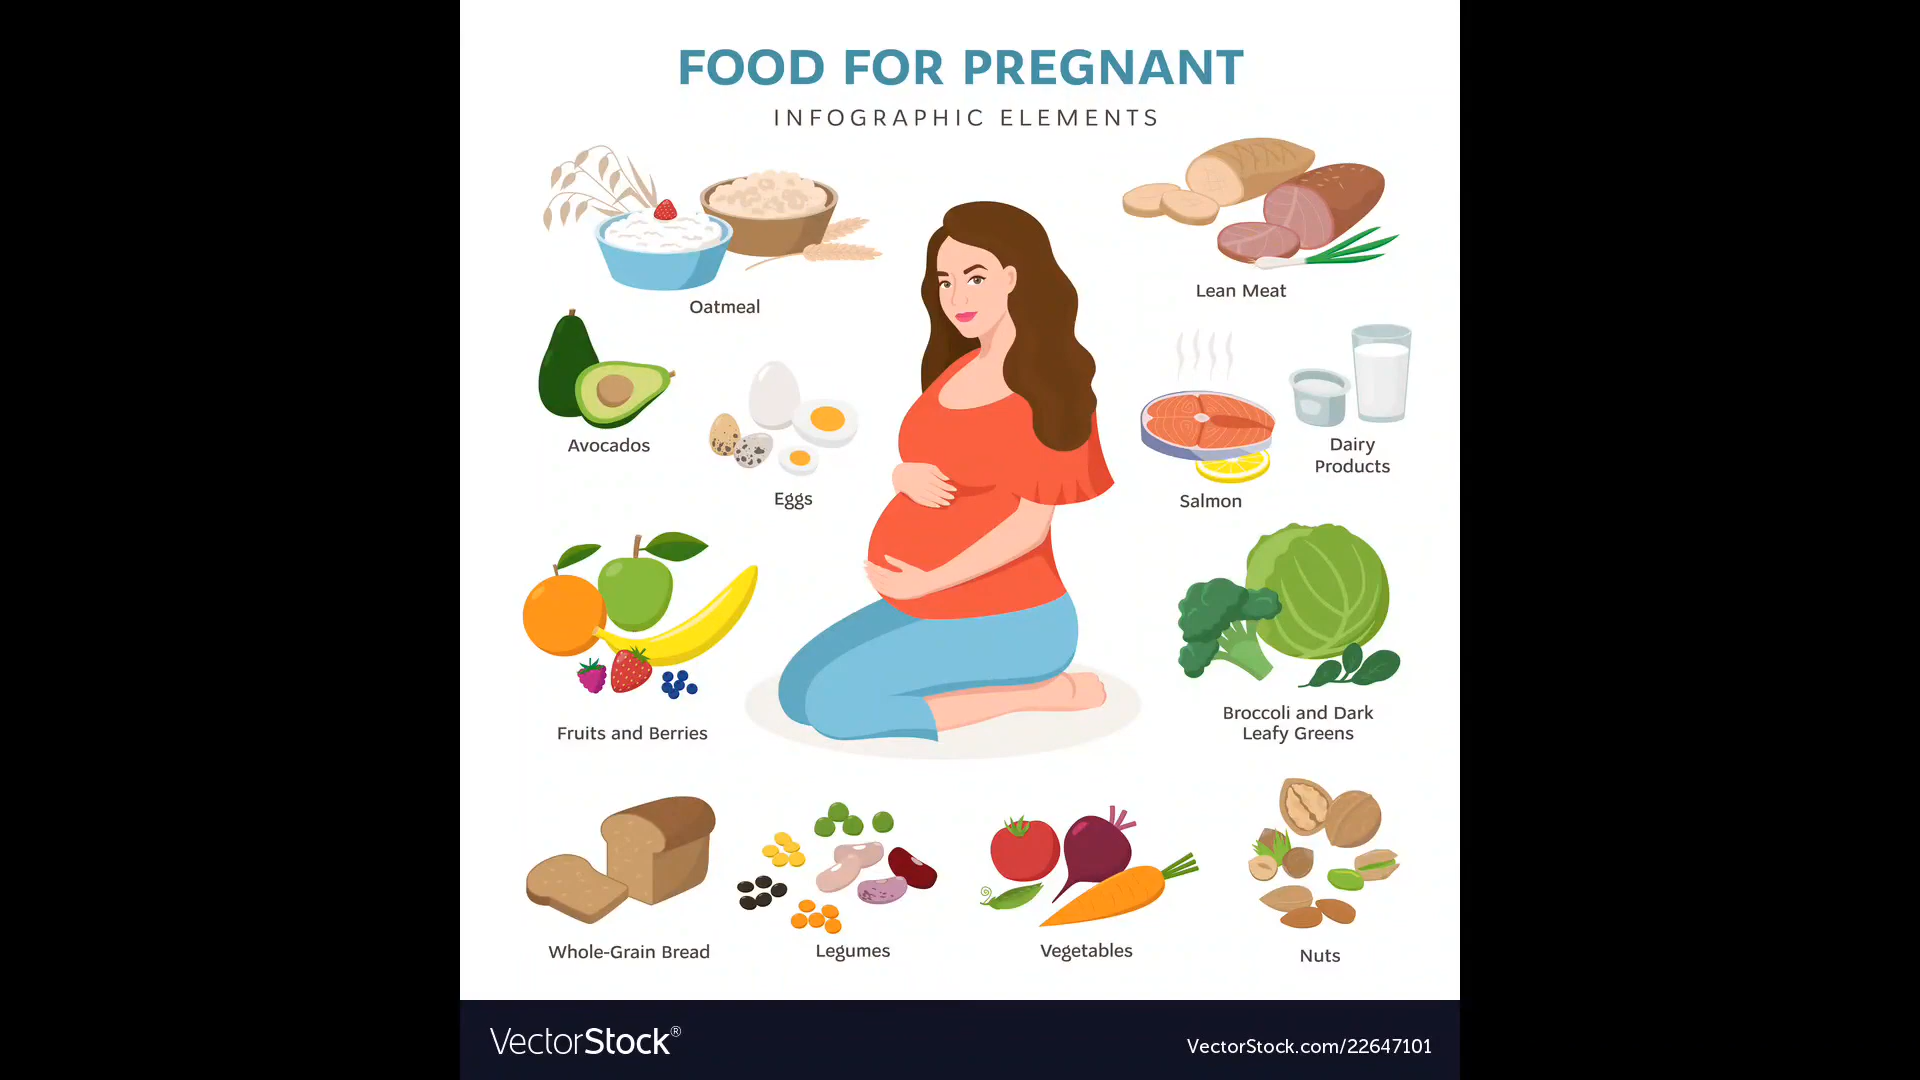 FOOD FOR PREGNANT
INFOGRAPHIC ELEMENTS
Oatmeal
Lean Meat
Avocados
Eggs
Salmon
Dairy
Products
Fruits and Berries
Broccoli and Dark
Leafy Greens
Whole-Grain Bread
Legumes
Vegetables
Nuts
VectorStock®
VectorStock.com/22647101